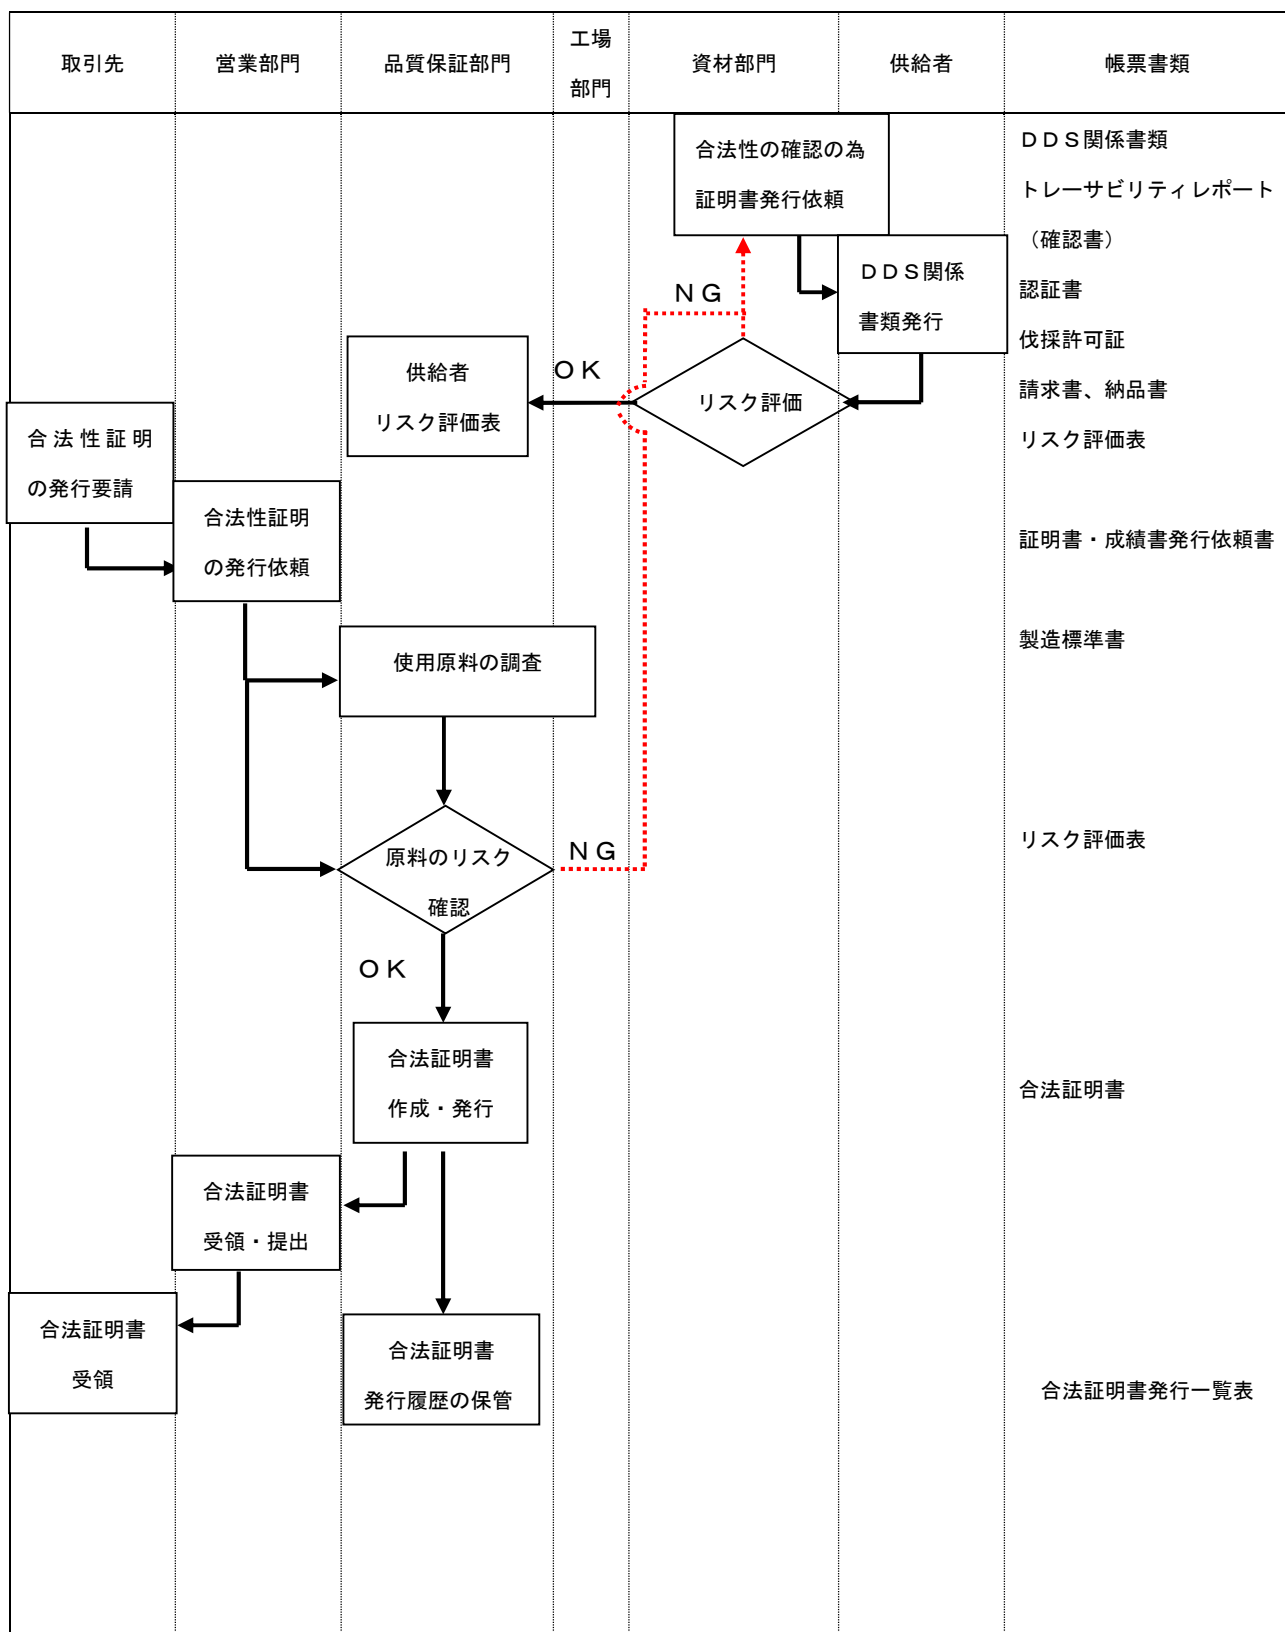 取引先
営業部門
品質保証部門
工場
部門
資材部門
供給者
帳票書類
合法性の確認の為
証明書発行依頼
ＤＤＳ関係書類
トレーサビリティレポート
（確認書）
認証書
伐採許可証
請求書、納品書
リスク評価表
ＤＤＳ関係
書類発行
ＮＧ
リスク評価
ＯＫ
供給者
リスク評価表
合法性証明
の発行要請
合法性証明
の発行依頼
証明書・成績書発行依頼書
使用原料の調査
製造標準書
原料のリスク
確認
ＮＧ
リスク評価表
ＯＫ
合法証明書
作成・発行
合法証明書
合法証明書
受領・提出
合法証明書
受領
合法証明書
発行履歴の保管
合法証明書発行一覧表